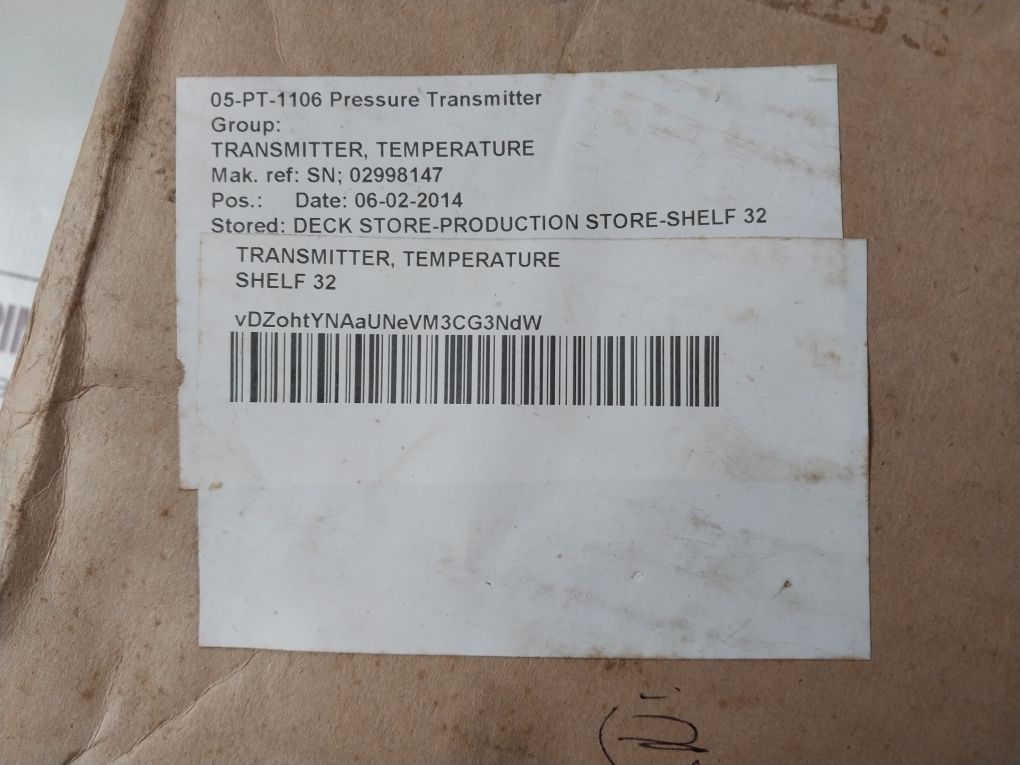 05-PT-1106 Pressure Transmitter
Group:
TRANSMITTER, TEMPERATURE
Mak. ref: SN; 02998147
Pos.: Date: 06-02-2014
Stored: DECK STORE-PRODUCTION STORE-SHELF 32
TRANSMITTER, TEMPERATURE
SHELF 32
vDZohtYNAaUNeVM3CG3NdW